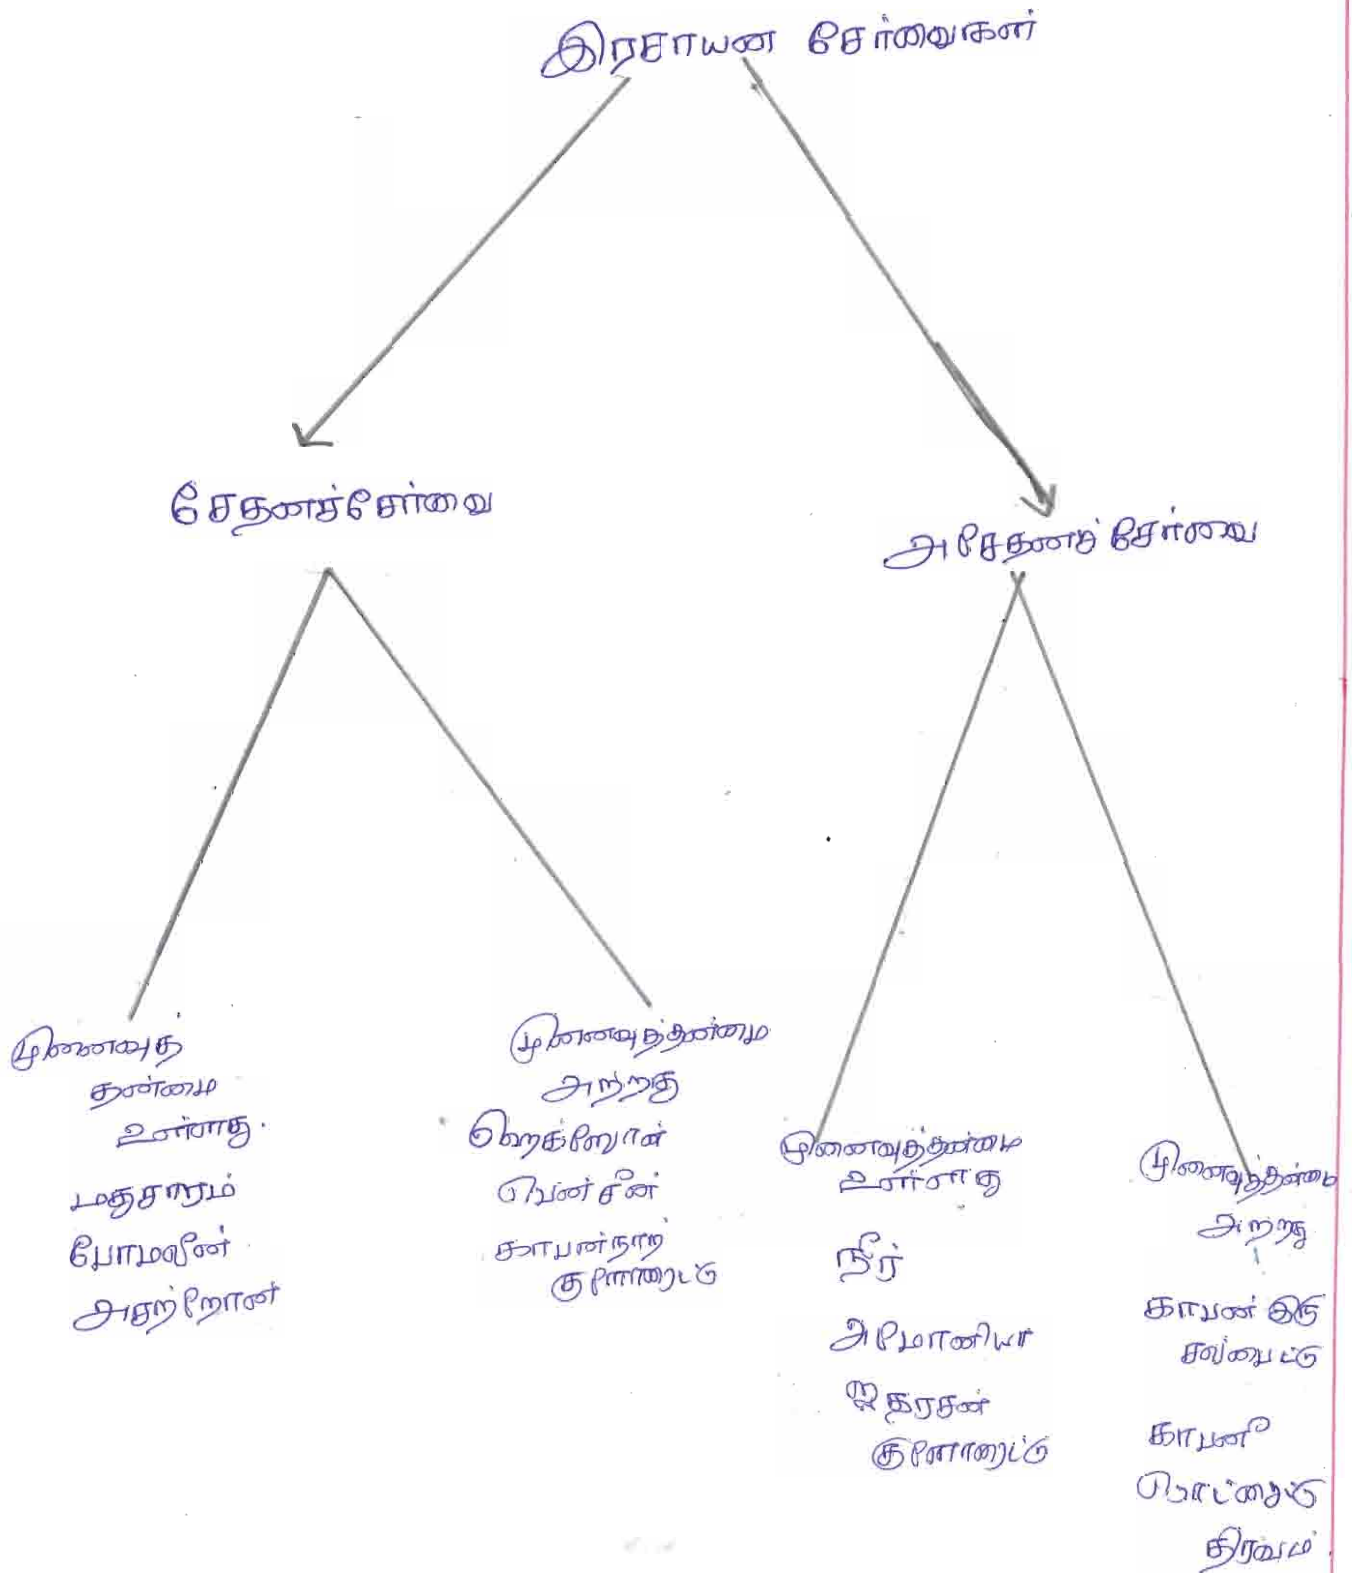 இரசாயன சேர்வைகள்
சேதனச்சேர்வை
அசேதனச் சேர்வை
முனைவுத்
தன்மை
உள்ளது.
மதுசாரம்
போமலீன்
அசற்றோன்
முனைவுத்தன்மை
அற்றது
ஹெக்ஸேன்
பென்சீன்
காபன்நாற்
குளோரைட்டு
முனைவுத்தன்மை
உள்ளது
நீர்
அமோனியா
ஐதரசன்
குளோரைட்டு
முனைவுத்தன்மை
அற்றது
காபன் இரு
சல்பைட்டு
காபனீ
ரொட்சைட்டு
திரவம்.